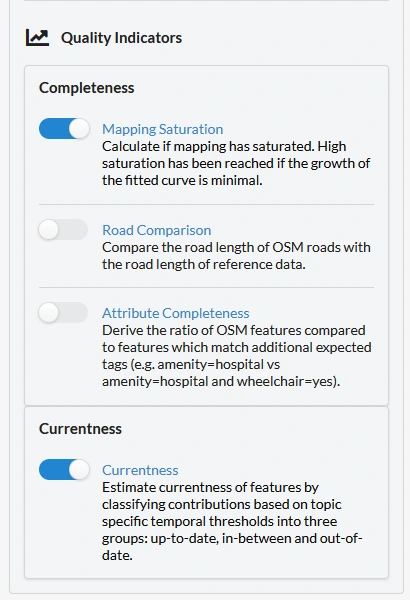 Quality Indicators
Completeness
Mapping Saturation
Calculate if mapping has saturated. High
saturation has been reached if the growth of
the fitted curve is minimal.
Road Comparison
Compare the road length of OSM roads with
the road length of reference data.
Attribute Completeness
Derive the ratio of OSM features compared
to features which match additional expected
tags (e.g. amenity=hospital vs
amenity=hospital and wheelchair=yes).
Currentness
Currentness
Estimate currentness of features by
classifying contributions based on topic
specific temporal thresholds into three
groups: up-to-date, in-between and out-of-
date.